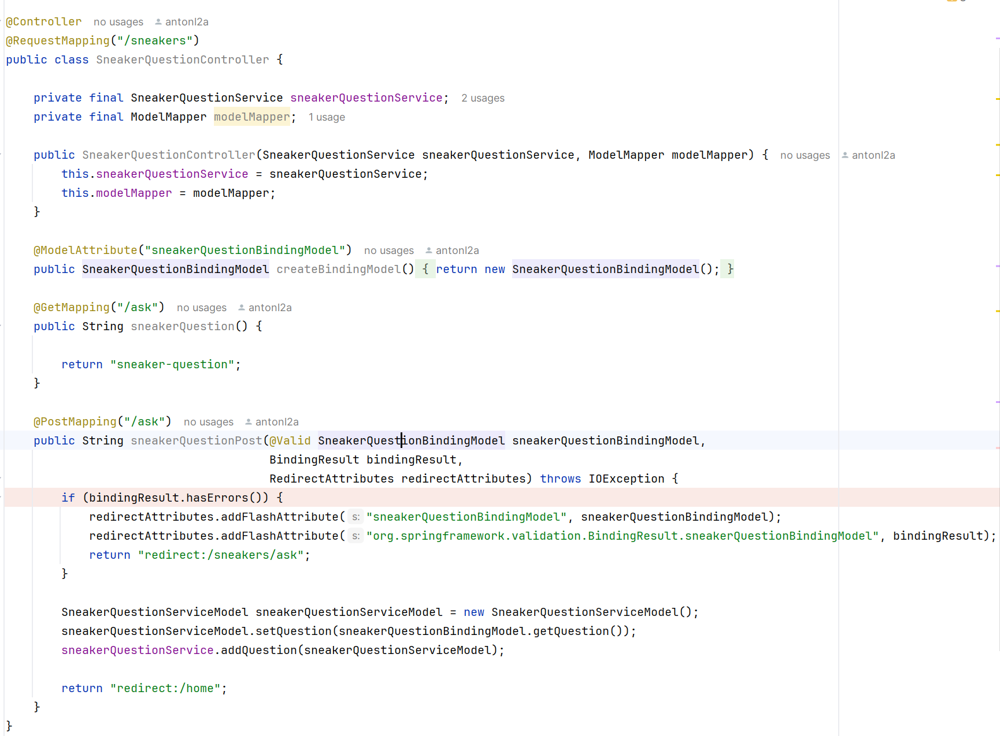 @Controller no usages antonl2a
@RequestMapping("/sneakers")
public class SneakerQuestionController {
private final SneakerQuestionService sneakerQuestionService; 2 usages
private final ModelMapper modelMapper; 1 usage
public SneakerQuestionController(SneakerQuestionService sneakerQuestionService, ModelMapper modelMapper) { no usages antonl2a
this.sneakerQuestionService = sneakerQuestionService;
this.modelMapper = modelMapper;
}
@ModelAttribute("sneakerQuestionBindingModel") no usages antonl2a
public SneakerQuestionBindingModel createBindingModel() { return new SneakerQuestionBindingModel(); }
@GetMapping("/ask") no usages antonl2a
public String sneakerQuestion() {
return "sneaker-question";
}
@PostMapping("/ask") no usages antonl2a
public String sneakerQuestionPost(@Valid SneakerQuestionBindingModel sneakerQuestionBindingModel,
BindingResult bindingResult,
RedirectAttributes redirectAttributes) throws IOException {
if (bindingResult.hasErrors()) {
redirectAttributes.addFlashAttribute( s: "sneakerQuestionBindingModel", sneakerQuestionBindingModel);
redirectAttributes.addFlashAttribute( s: "org.springframework.validation.BindingResult.sneakerQuestionBindingModel", bindingResult);
return "redirect:/sneakers/ask";
}
SneakerQuestionServiceModel sneakerQuestionServiceModel = new SneakerQuestionServiceModel();
sneakerQuestionServiceModel.setQuestion(sneakerQuestionBindingModel.getQuestion());
sneakerQuestionService.addQuestion(sneakerQuestionServiceModel);
return "redirect:/home";
}
}